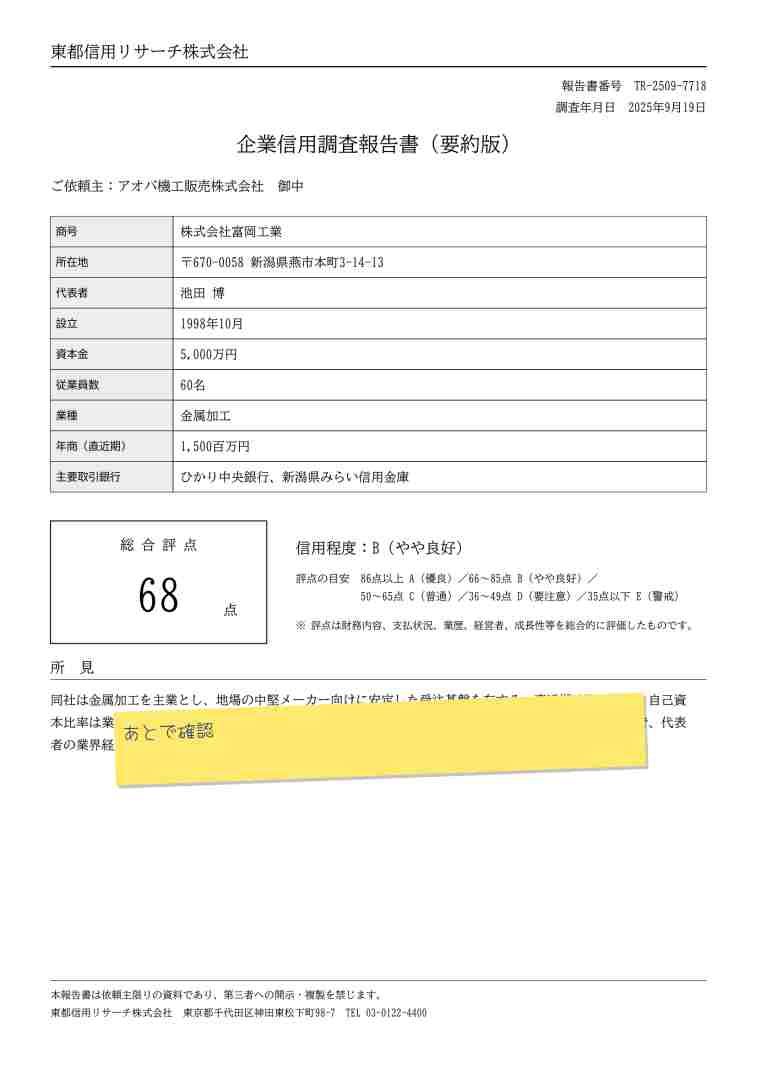 東都信用リサーチ株式会社
報告書番号 TR-2509-7718
調査年月日 2025年9月19日
企業信用調査報告書（要約版）
ご依頼主：アオバ機工販売株式会社 御中
商号 株式会社富岡工業
所在地 〒670-0058 新潟県燕市本町3-14-13
代表者 池田 博
設立 1998年10月
資本金 5,000万円
従業員数 60名
業種 金属加工
年商（直近期） 1,500百万円
主要取引銀行 ひかり中央銀行、新潟県みらい信用金庫
総合評点
68 点
信用程度：B（やや良好）
評点の目安 86点以上 A（優良）／66～85点 B（やや良好）／
50～65点 C（普通）／36～49点 D（要注意）／35点以下 E（警戒）
※ 評点は財務内容、支払状況、業歴、経営者、成長性等を総合的に評価したものです。
所見
同社は金属加工を主業とし、地場の中堅メーカー向けに安定した受注基盤を有する。 自己資
本比率は業 、代表
者の業界経
あとで確認
本報告書は依頼主限りの資料であり、第三者への開示・複製を禁じます。
東都信用リサーチ株式会社 東京都千代田区神田東松下町98-7 TEL 03-0122-4400